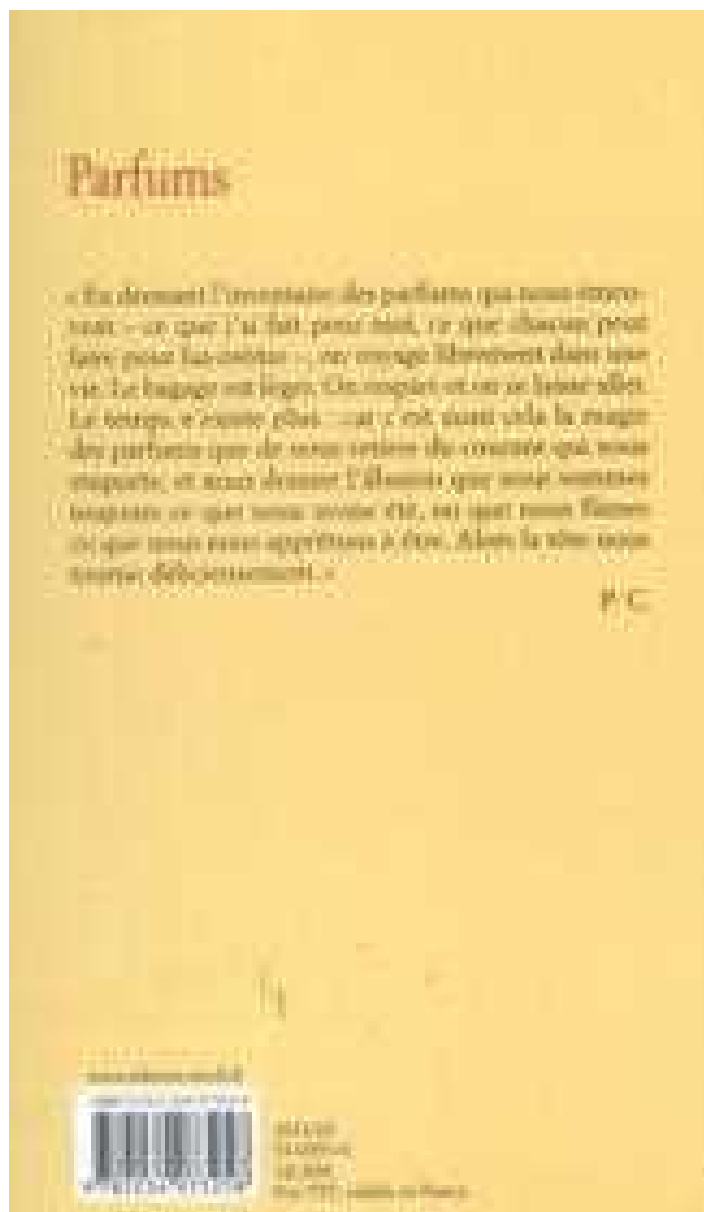 Parfums
« En dressant l'inventaire des parfums qui nous émeu-
vent – ce que j'ai fait pour moi, ce que chacun peut
faire pour lui-même –, on voyage librement dans une
vie. Le bagage est léger. On respire et on se laisse aller.
Le temps n'existe plus : car c'est aussi cela la magie
des parfums que de nous retirer du courant qui nous
emporte, et nous donner l'illusion que nous sommes
toujours ce que nous avons été, ou que nous fûmes
ce que nous nous apprêtons à être. Alors la tête nous
tourne délicieusement. »
P. C.